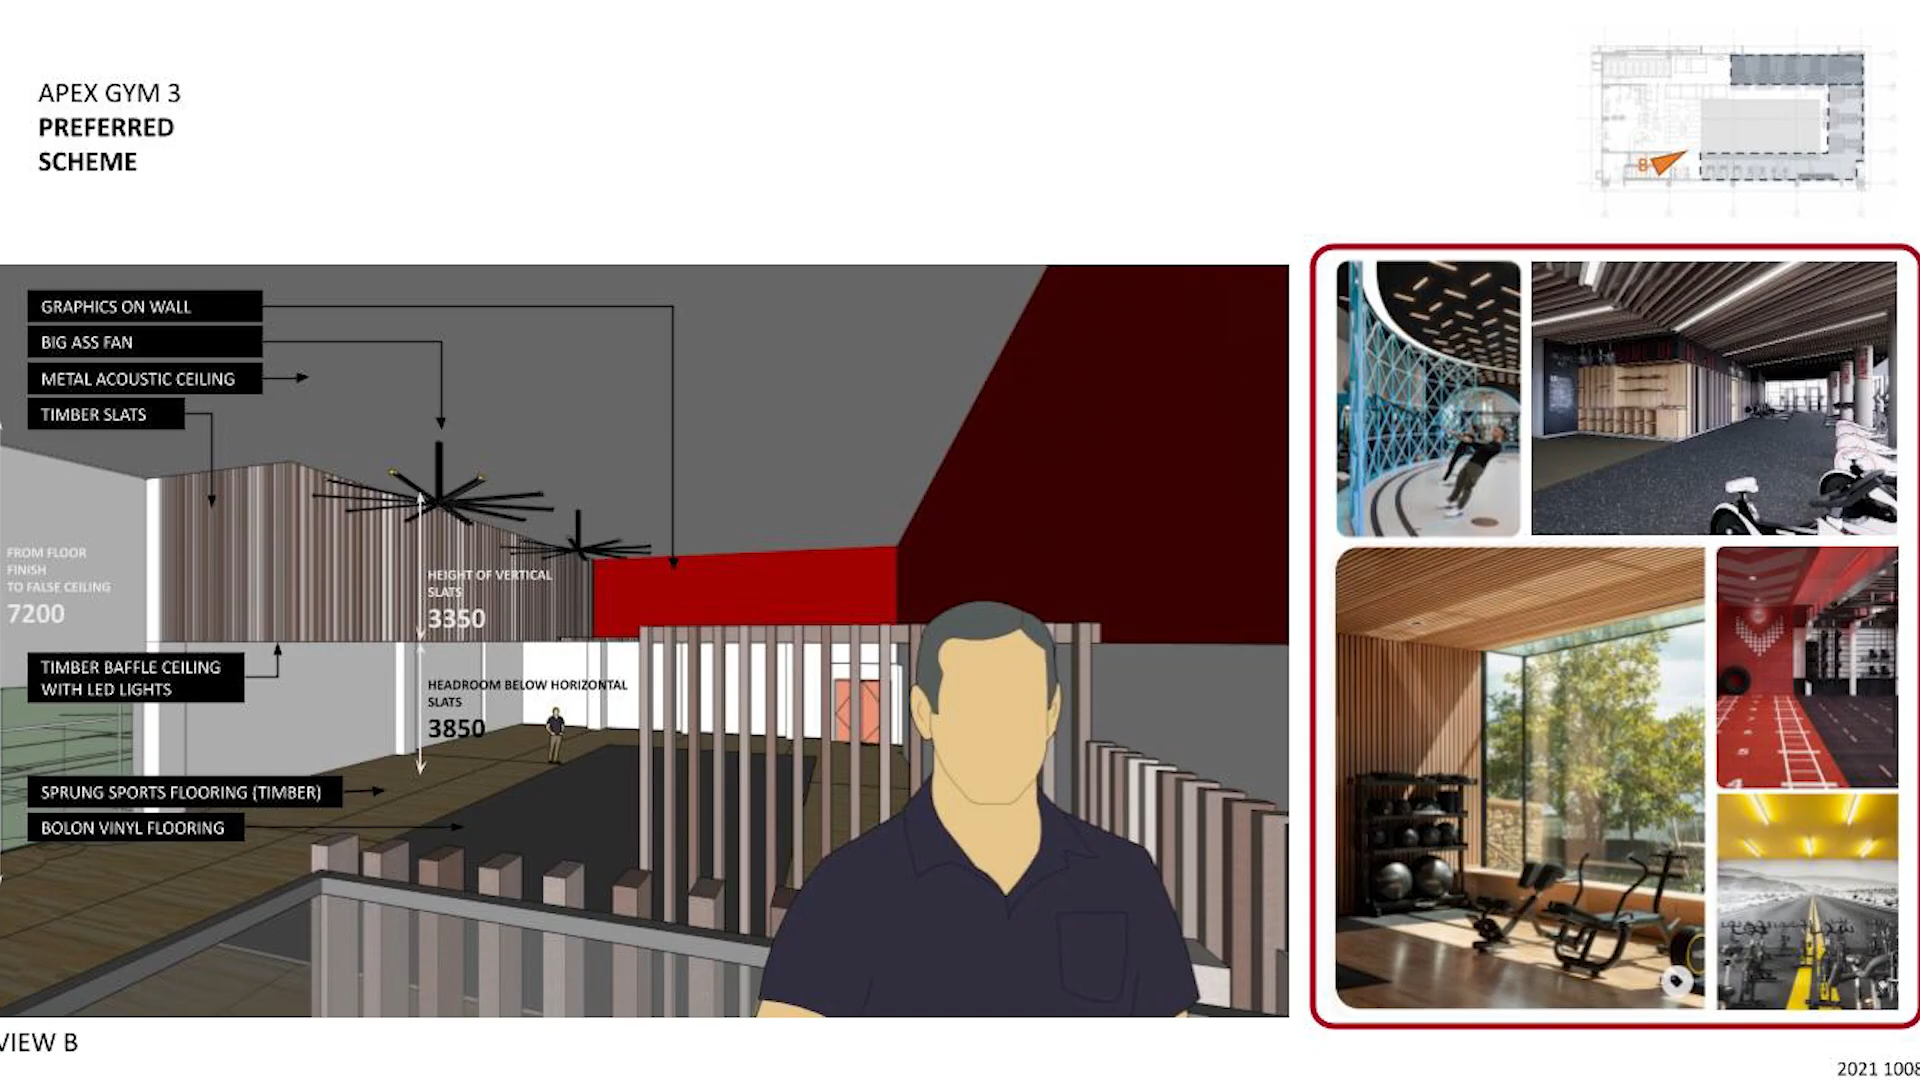 APEX GYM 3
PREFERRED
SCHEME
B
GRAPHICS ON WALL
BIG ASS FAN
METAL ACOUSTIC CEILING
TIMBER SLATS
FROM FLOOR
FINISH
TO FALSE CEILING
7200
HEIGHT OF VERTICAL
SLATS
3350
TIMBER BAFFLE CEILING
WITH LED LIGHTS
HEADROOM BELOW HORIZONTAL
SLATS
3850
SPRUNG SPORTS FLOORING (TIMBER)
BOLON VINYL FLOORING
VIEW B
2021 1008